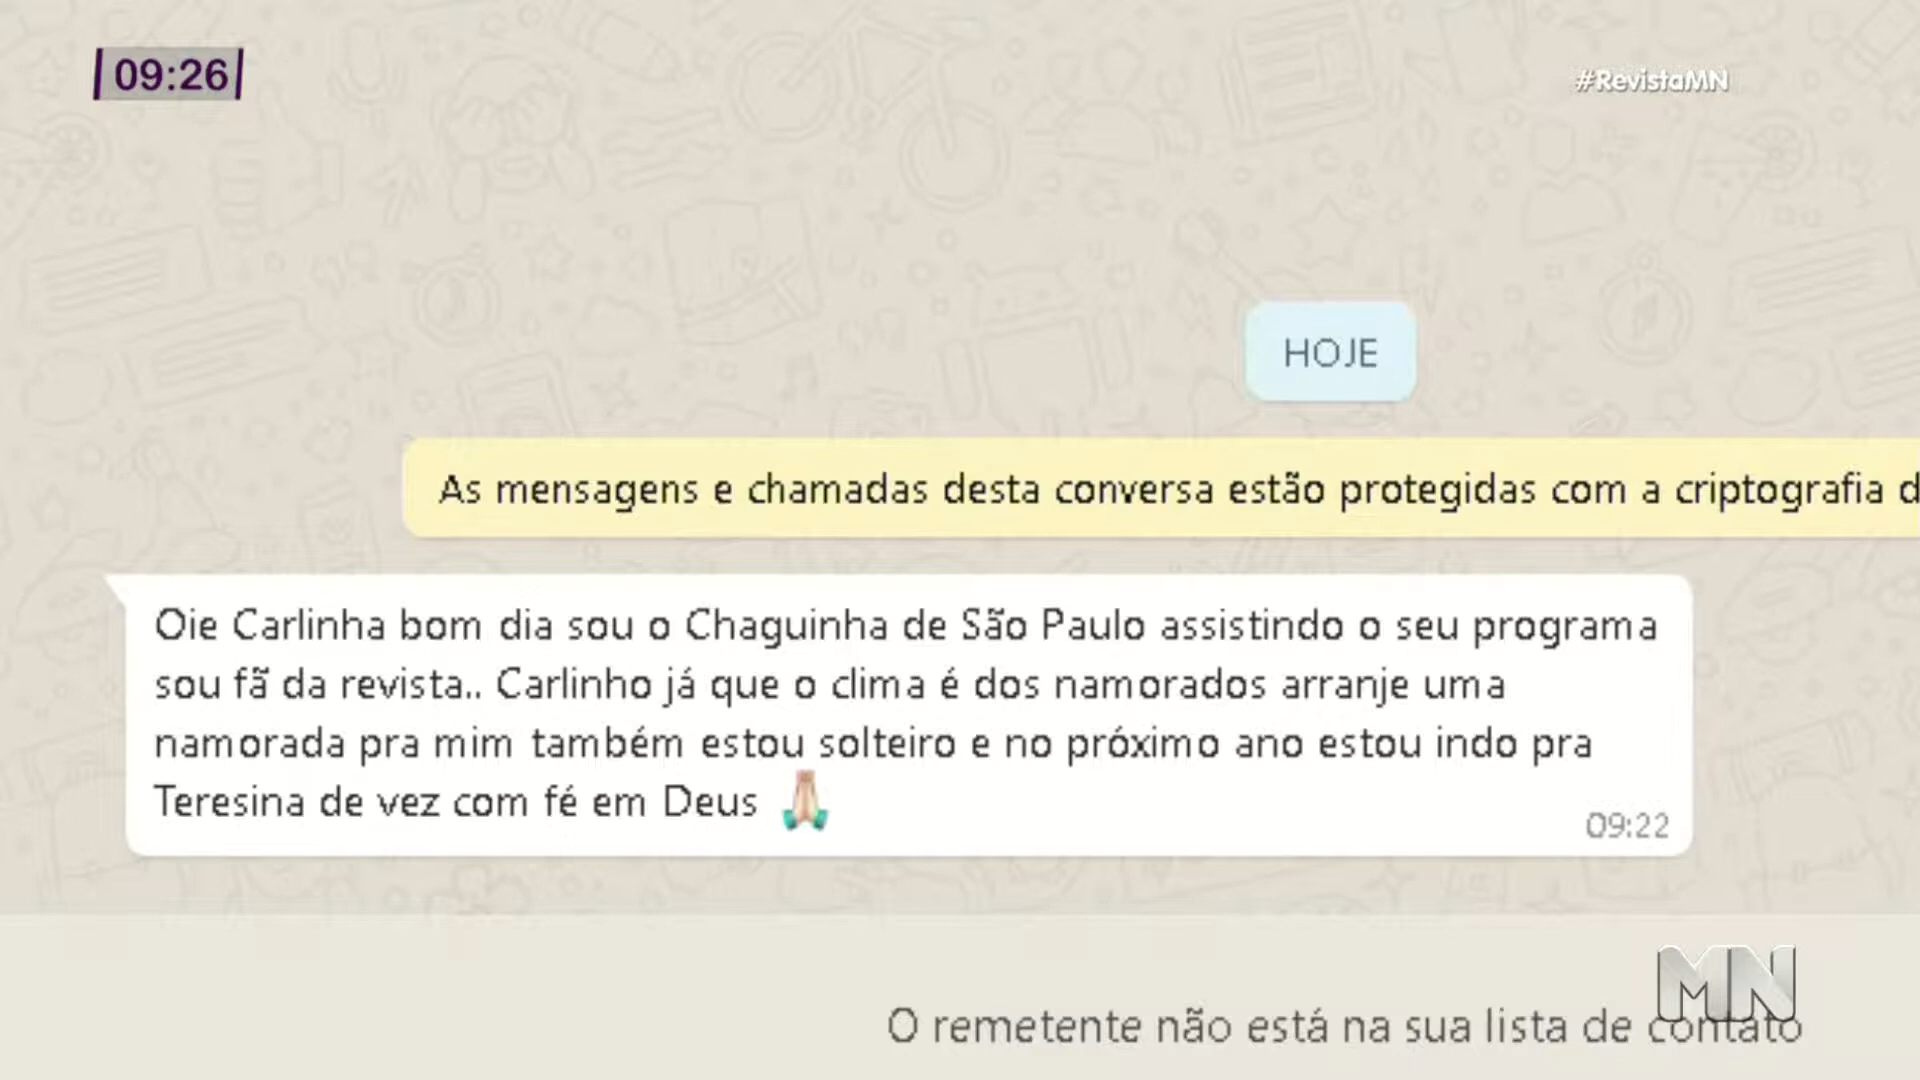 09:26
#RevistaMN
HOJE
As mensagens e chamadas desta conversa estão protegidas com a criptografia d
Oie Carlinha bom dia sou o Chaguinha de São Paulo assistindo o seu programa
sou fã da revista.. Carlinho já que o clima é dos namorados arranje uma
namorada pra mim também estou solteiro e no próximo ano estou indo pra
Teresina de vez com fé em Deus 🙏
09:22
MN
O remetente não está na sua lista de contato